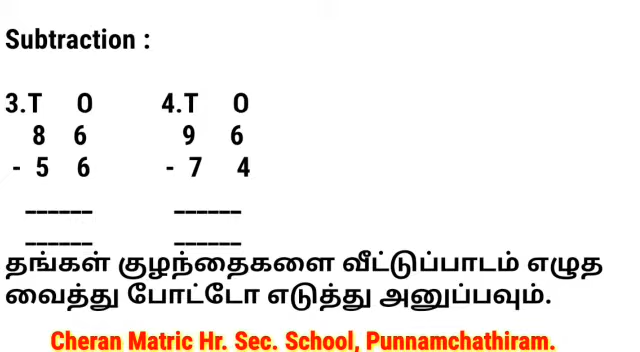 Subtraction :
3.T O 4.T O
8 6 9 6
- 5 6 - 7 4
______ ______
______ ______
தங்கள் குழந்தைகளை வீட்டுப்பாடம் எழுத
வைத்து போட்டோ எடுத்து அனுப்பவும்.
Cheran Matric Hr. Sec. School, Punnamchathiram.